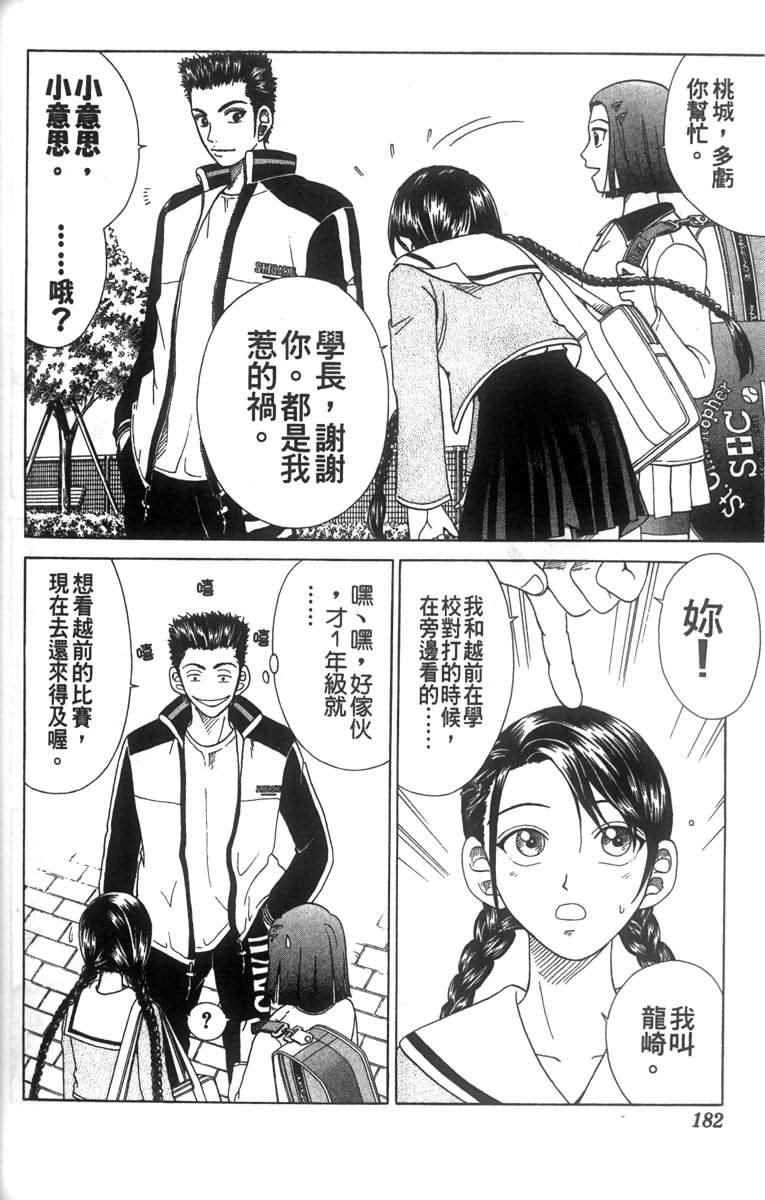 桃城，多虧
你幫忙。
小意思，
小意思。
……哦？
學長，謝謝
你。都是我
惹的禍。
St.
SHC
妳！
我和越前在學
校對打的時候，
在旁邊看的……
我叫
龍崎。
嘿、嘿，好傢伙
，才1年級就
……
嘻
嘻
嘻
想看越前的比賽，
現在去還來得及喔。
?
182